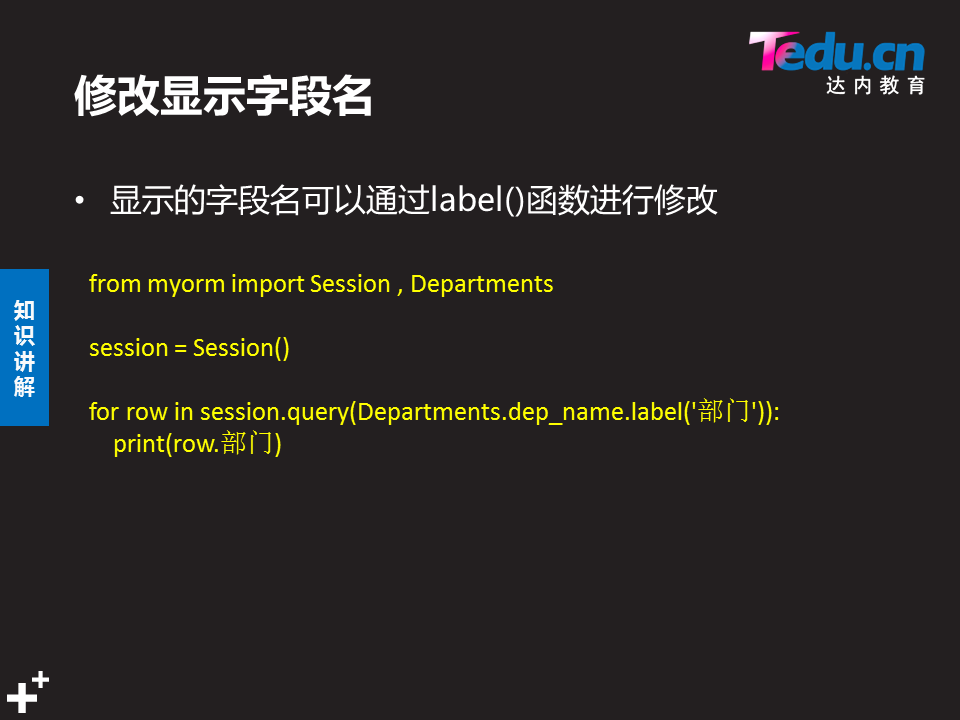 Tedu.cn
达内教育
修改显示字段名
• 显示的字段名可以通过label()函数进行修改
知识讲解
from myorm import Session , Departments
session = Session()
for row in session.query(Departments.dep_name.label('部门')):
    print(row.部门)